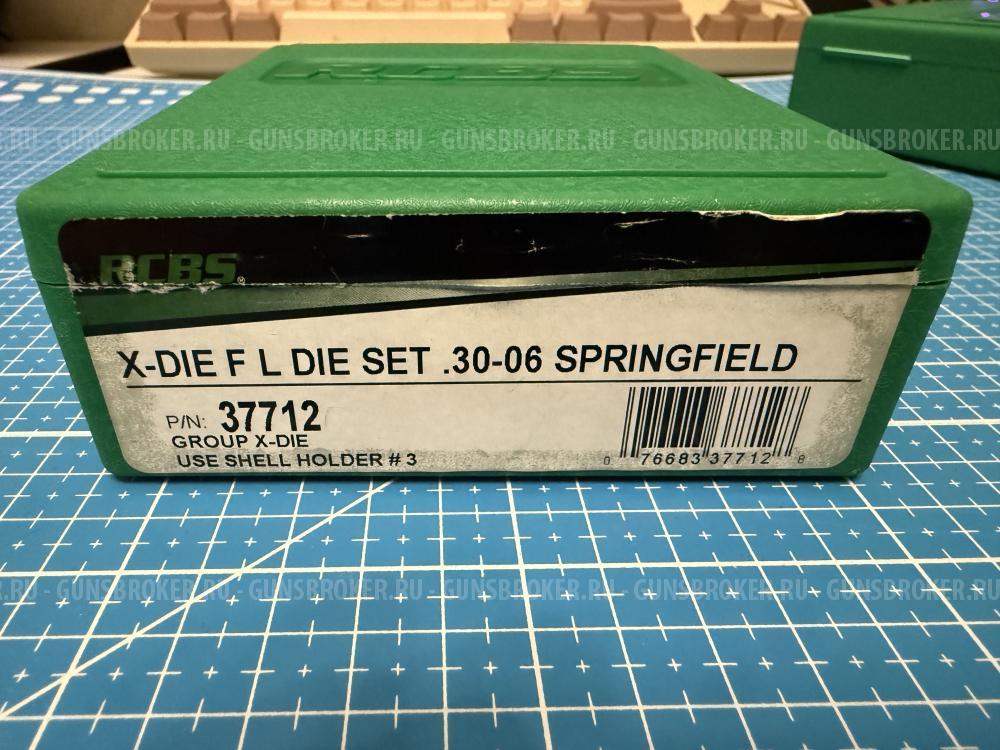 RCBS
.RU - GUNSBROKER.RU - GUNSBROKER.RU - GUNSBROKER.RU - GUNSBROKER.RU - GUNSBROKER.RU
RCBS®
X-DIE F L DIE SET .30-06 SPRINGFIELD
P/N: 37712
GROUP X-DIE
USE SHELL HOLDER # 3
0 76683 37712 8
.RU - GUNSBROKER.RU - GUNSBROKER.RU - GUNSBROKER.RU - GUNSBROKER.RU - GUNSBROKER.RU